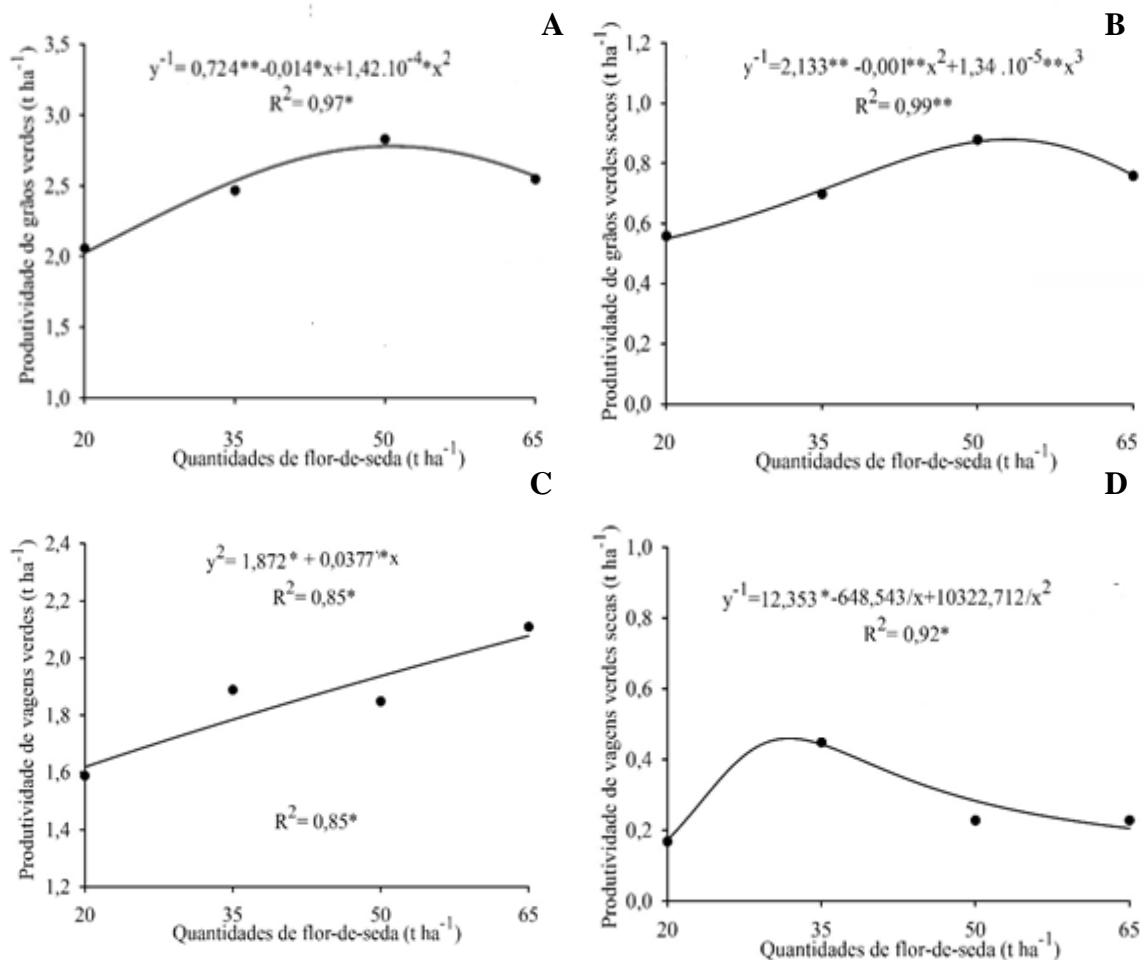 A
Produtividade de grãos verdes (t ha⁻¹)
3,5
3,0
2,5
2,0
1,5
1,0
y⁻¹= 0,724**-0,014*x+1,42.10⁻⁴*x²
R²= 0,97*
20 35 50 65
Quantidades de flor-de-seda (t ha⁻¹)
B
Produtividade de grãos verdes secos (t ha⁻¹)
1,2
1,0
0,8
0,6
0,4
0,2
0,0
y⁻¹=2,133** -0,001**x²+1,34 .10⁻⁵**x³
R²= 0,99**
20 35 50 65
Quantidades de flor-de-seda (t ha⁻¹)
C
Produtividade de vagens verdes (t ha⁻¹)
2,4
2,2
2,0
1,8
1,6
1,4
1,2
y²= 1,872* + 0,0377*x
R²= 0,85*
R²= 0,85*
20 35 50 65
Quantidades de flor-de-seda (t ha⁻¹)
D
Produtividade de vagens verdes secas (t ha⁻¹)
1,0
0,8
0,6
0,4
0,2
0,0
y⁻¹=12,353*-648,543/x+10322,712/x²
R²= 0,92*
20 35 50 65
Quantidades de flor-de-seda (t ha⁻¹)